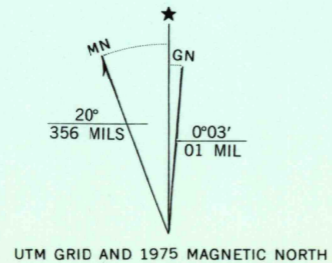 ★
MN
GN
20°
356 MILS
0°03′
01 MIL
UTM GRID AND 1975 MAGNETIC NORTH